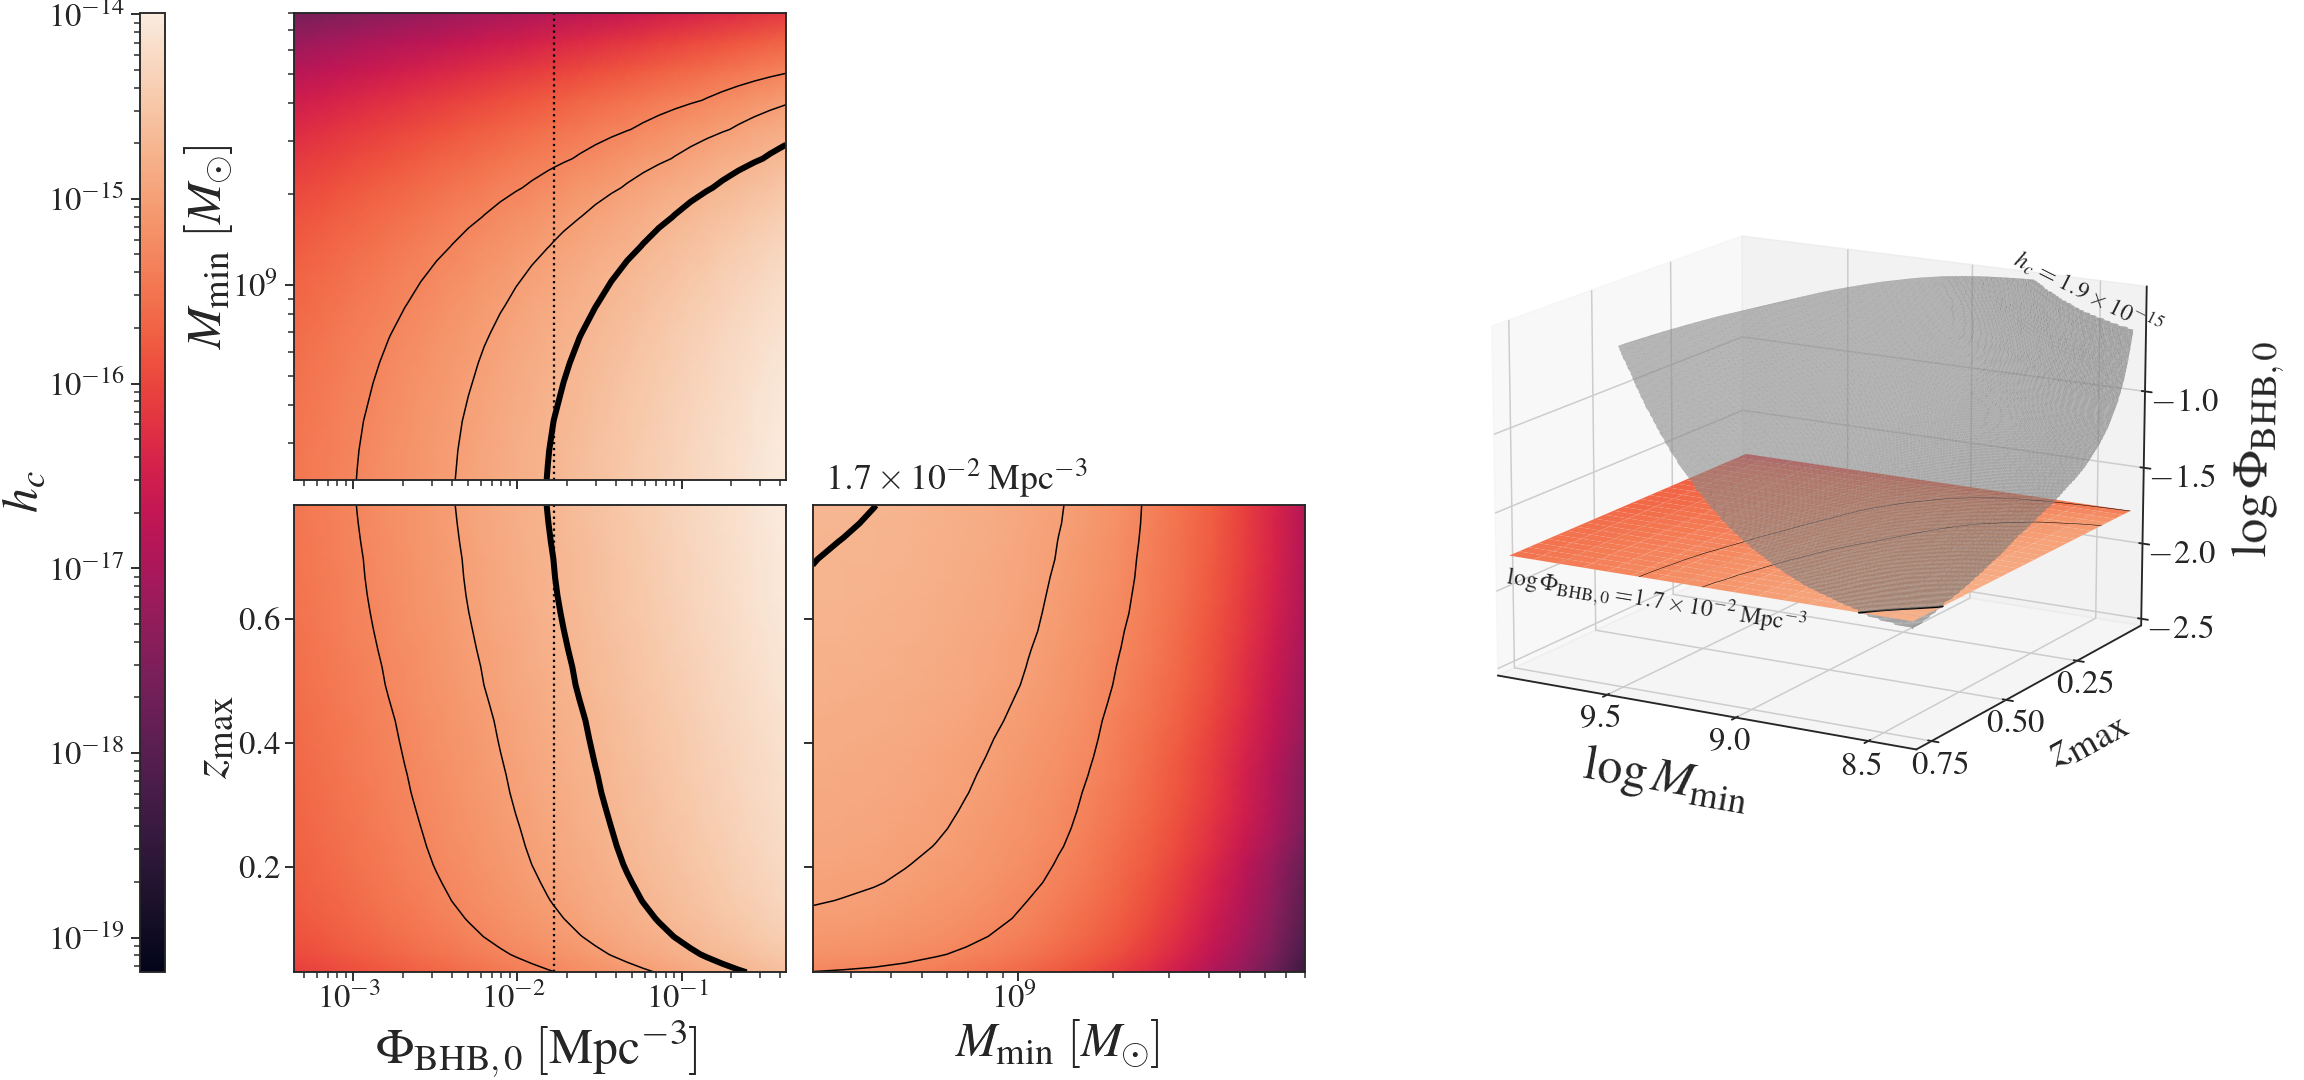 10⁻¹⁴
10⁻¹⁵
10⁻¹⁶
10⁻¹⁷
10⁻¹⁸
10⁻¹⁹
h_c
M_min [M_⊙]
10⁹
z_max
0.6
0.4
0.2
10⁻³ 10⁻² 10⁻¹
Φ_BHB,0 [Mpc⁻³]
1.7 × 10⁻² Mpc⁻³
10⁹
M_min [M_⊙]
h_c = 1.9 × 10⁻¹⁵
log Φ_BHB,0 = 1.7 × 10⁻² Mpc⁻³
−1.0
−1.5
−2.0
−2.5
log Φ_BHB,0
9.5 9.0 8.5
log M_min
0.75 0.50 0.25
z_max